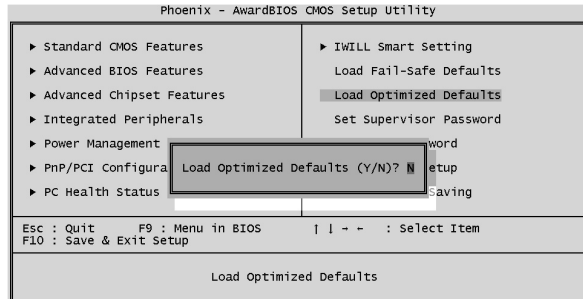 Phoenix - AwardBIOS CMOS Setup Utility
▶ Standard CMOS Features
▶ Advanced BIOS Features
▶ Advanced Chipset Features
▶ Integrated Peripherals
▶ Power Management
▶ PnP/PCI Configura
▶ PC Health Status
▶ IWILL Smart Setting
Load Fail-Safe Defaults
Load Optimized Defaults
Set Supervisor Password
word
etup
Saving
Load Optimized Defaults (Y/N)? N
Esc : Quit F9 : Menu in BIOS ↑ ↓ → ← : Select Item
F10 : Save & Exit Setup
Load Optimized Defaults